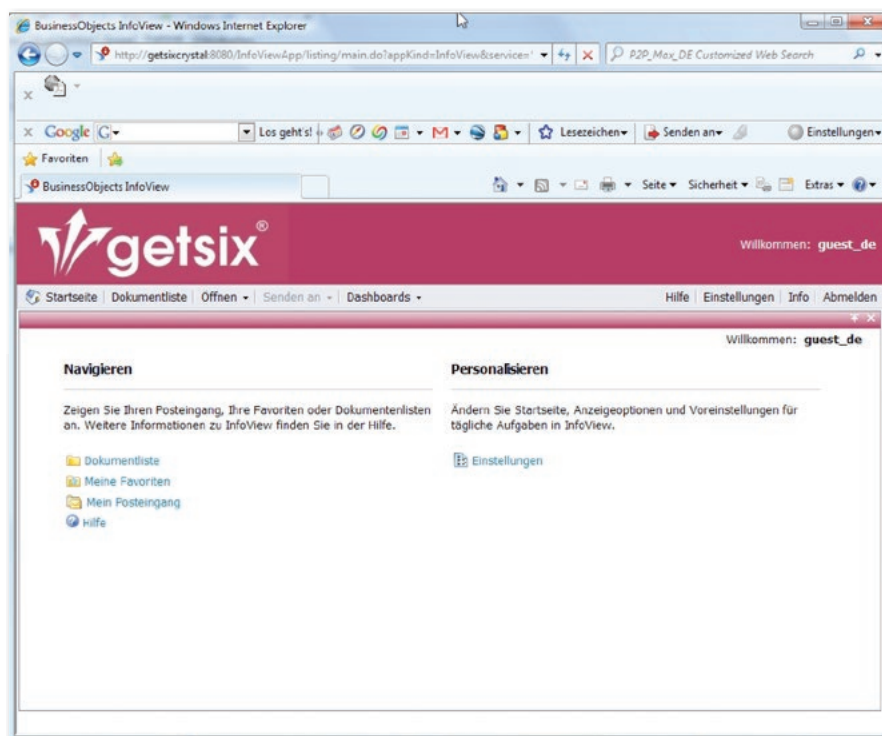 BusinessObjects InfoView - Windows Internet Explorer
http://getsixcrystal:8080/InfoViewApp/listing/main.do?appKind=InfoView&service=
P2P_Max_DE Customized Web Search
x
x Google G Los geht's! M Lesezeichen Senden an Einstellungen
Favoriten
BusinessObjects InfoView Seite Sicherheit Extras
getsix® Willkommen: guest_de
Startseite Dokumentliste Öffnen Senden an Dashboards Hilfe Einstellungen Info Abmelden
Willkommen: guest_de
Navigieren
Zeigen Sie Ihren Posteingang, Ihre Favoriten oder Dokumentenlisten
an. Weitere Informationen zu InfoView finden Sie in der Hilfe.
Dokumentliste
Meine Favoriten
Mein Posteingang
Hilfe
Personalisieren
Ändern Sie Startseite, Anzeigeoptionen und Voreinstellungen für
tägliche Aufgaben in InfoView.
Einstellungen